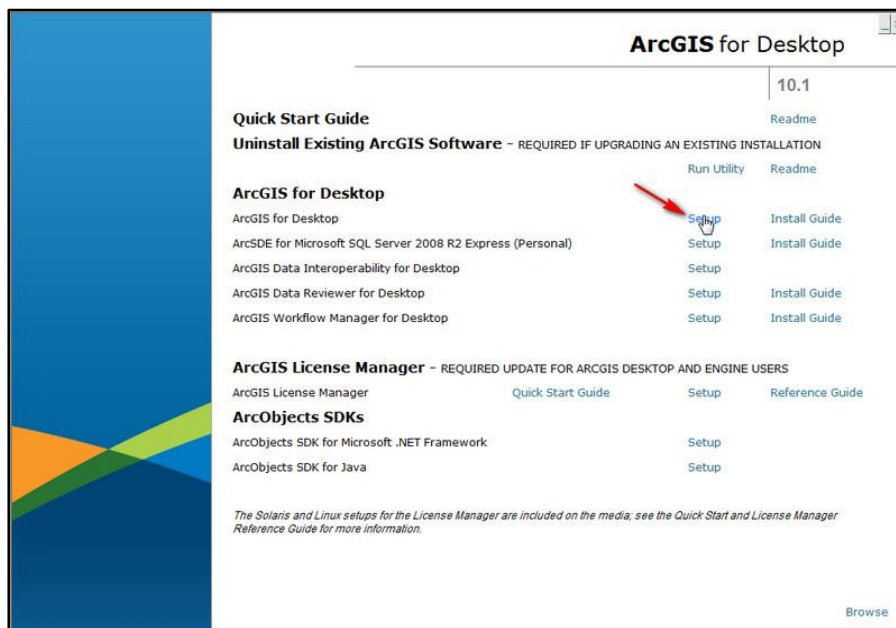 ArcGIS for Desktop
10.1
Quick Start Guide Readme
Uninstall Existing ArcGIS Software - REQUIRED IF UPGRADING AN EXISTING INSTALLATION
Run Utility Readme
ArcGIS for Desktop
ArcGIS for Desktop Setup Install Guide
ArcSDE for Microsoft SQL Server 2008 R2 Express (Personal) Setup Install Guide
ArcGIS Data Interoperability for Desktop Setup
ArcGIS Data Reviewer for Desktop Setup Install Guide
ArcGIS Workflow Manager for Desktop Setup Install Guide
ArcGIS License Manager - REQUIRED UPDATE FOR ARCGIS DESKTOP AND ENGINE USERS
ArcGIS License Manager Quick Start Guide Setup Reference Guide
ArcObjects SDKs
ArcObjects SDK for Microsoft .NET Framework Setup
ArcObjects SDK for Java Setup
The Solaris and Linux setups for the License Manager are included on the media; see the Quick Start and License Manager
Reference Guide for more information.
Browse